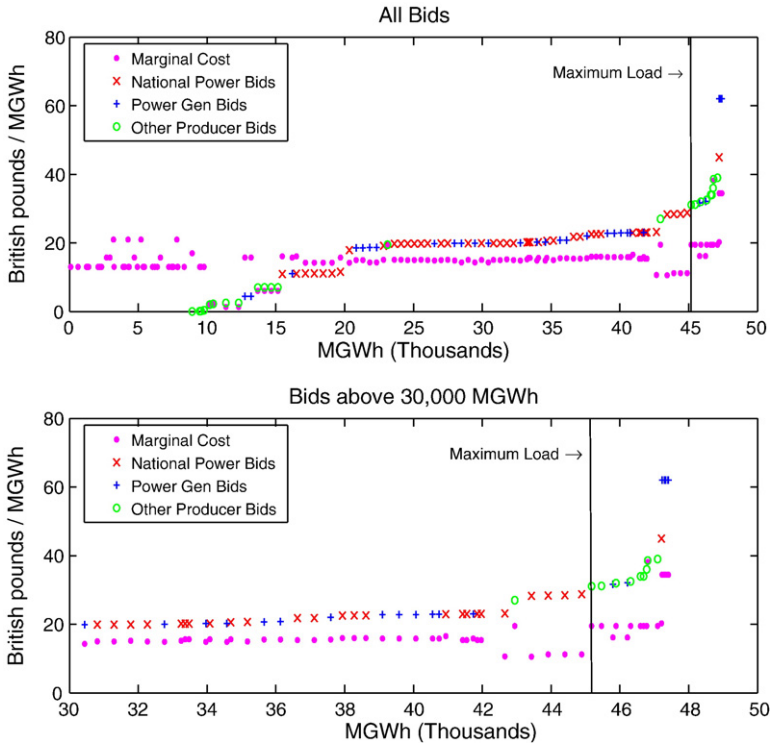 All Bids
80
60
40
20
0
British pounds / MGWh
Marginal Cost
National Power Bids
Power Gen Bids
Other Producer Bids
Maximum Load →
0 5 10 15 20 25 30 35 40 45 50
MGWh (Thousands)
Bids above 30,000 MGWh
80
60
40
20
0
British pounds / MGWh
Marginal Cost
National Power Bids
Power Gen Bids
Other Producer Bids
Maximum Load →
30 32 34 36 38 40 42 44 46 48 50
MGWh (Thousands)